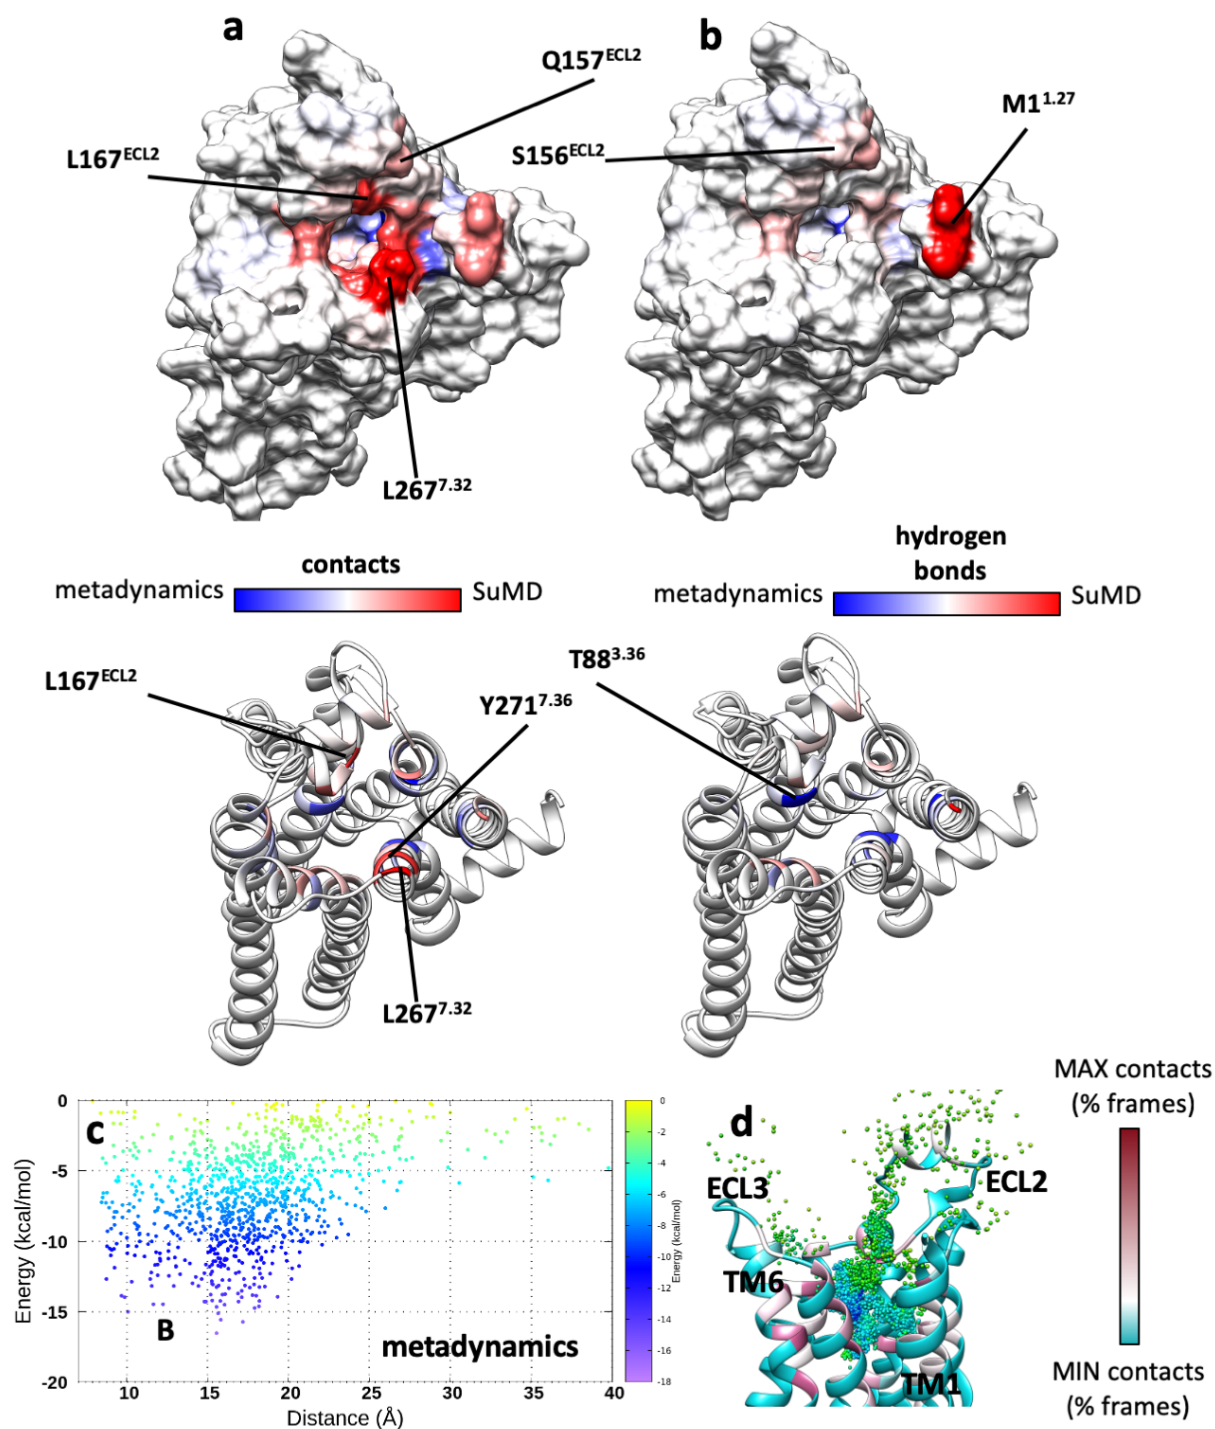 a
b
Q157ECL2
M11.27
L167ECL2
S156ECL2
L2677.32
contacts
metadynamics
SuMD
hydrogen
bonds
metadynamics
SuMD
L167ECL2
Y2717.36
T883.36
L2677.32
c
0
-5
-10
-15
-20
Energy (kcal/mol)
10
15
20
25
30
35
40
Distance (Å)
B
metadynamics
0
-2
-4
-6
-8
-10
-12
-14
-16
-18
Energy (kcal/mol)
d
ECL3
ECL2
TM6
TM1
MAX contacts
(% frames)
MIN contacts
(% frames)